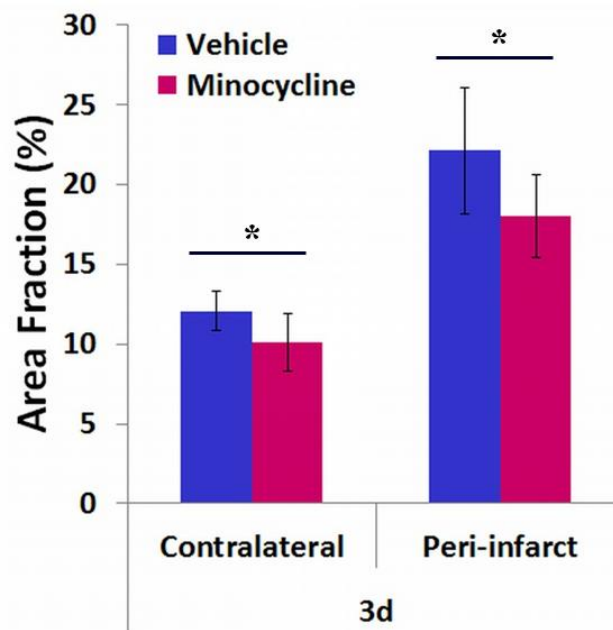 30
Vehicle
*
Minocycline
25
20
*
15
10
5
0
Area Fraction (%)
Contralateral Peri-infarct
3d